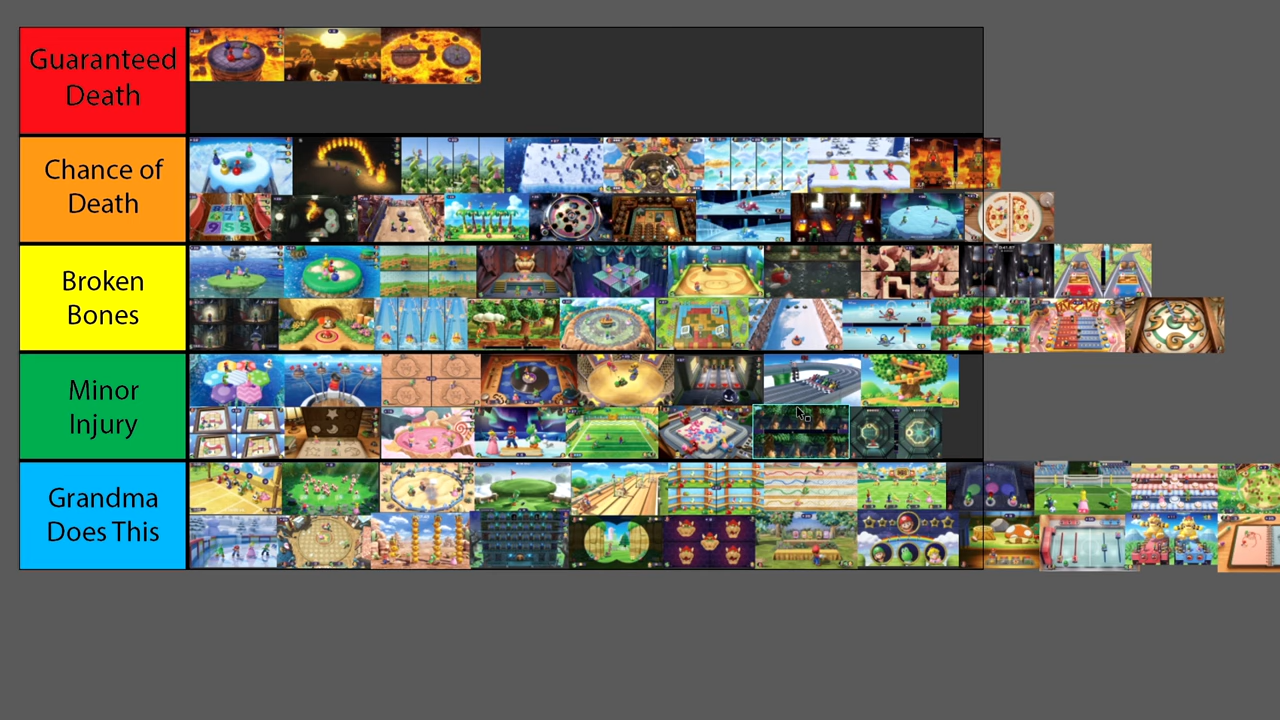 Guaranteed
Death
Chance of
Death
Broken
Bones
Minor
Injury
Grandma
Does This